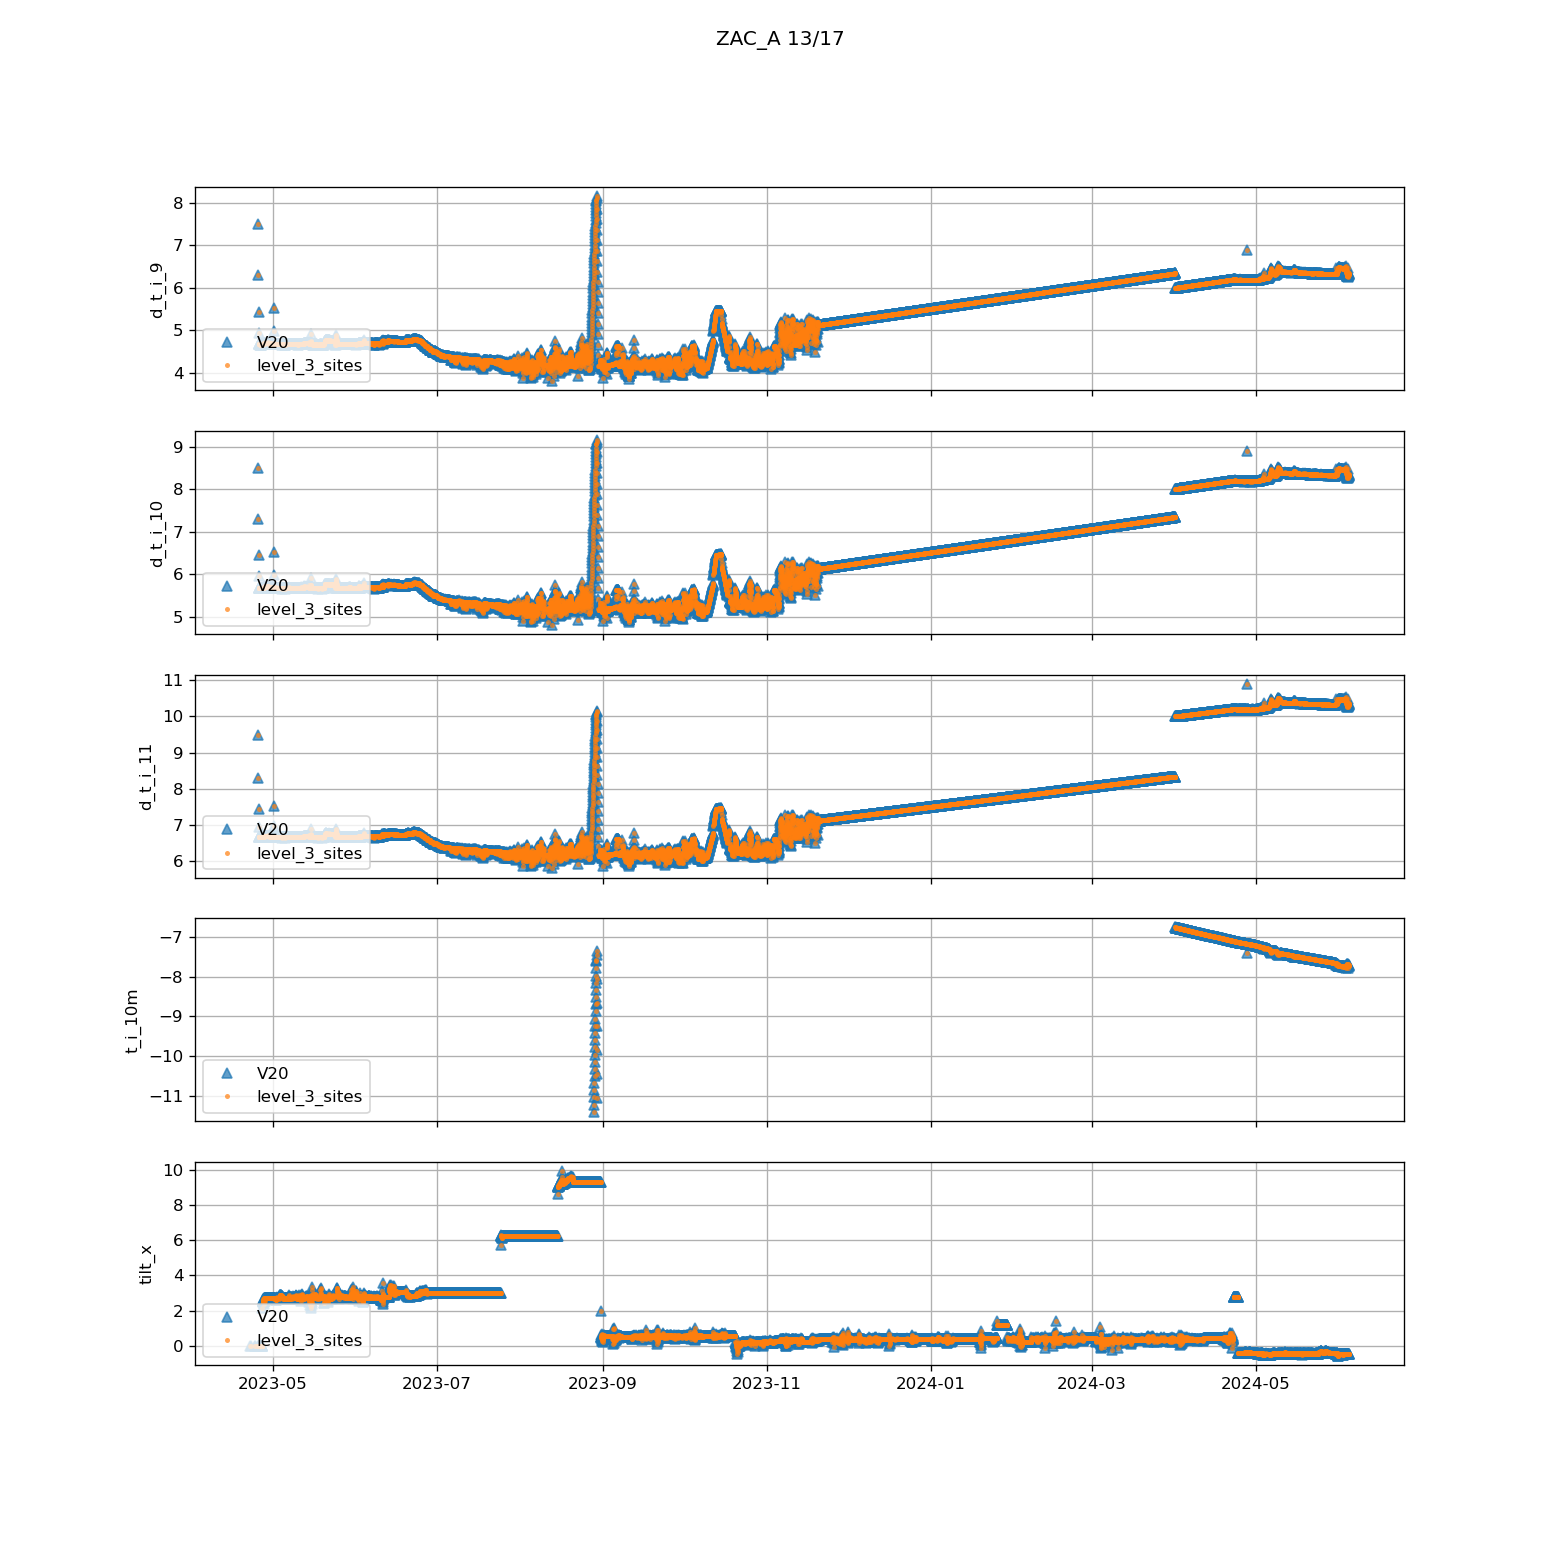 ZAC_A 13/17
d_t_i_9
8
7
6
5
4
V20
level_3_sites
d_t_i_10
9
8
7
6
5
V20
level_3_sites
d_t_i_11
11
10
9
8
7
6
V20
level_3_sites
t_i_10m
−7
−8
−9
−10
−11
V20
level_3_sites
tilt_x
10
8
6
4
2
0
V20
level_3_sites
2023-05 2023-07 2023-09 2023-11 2024-01 2024-03 2024-05